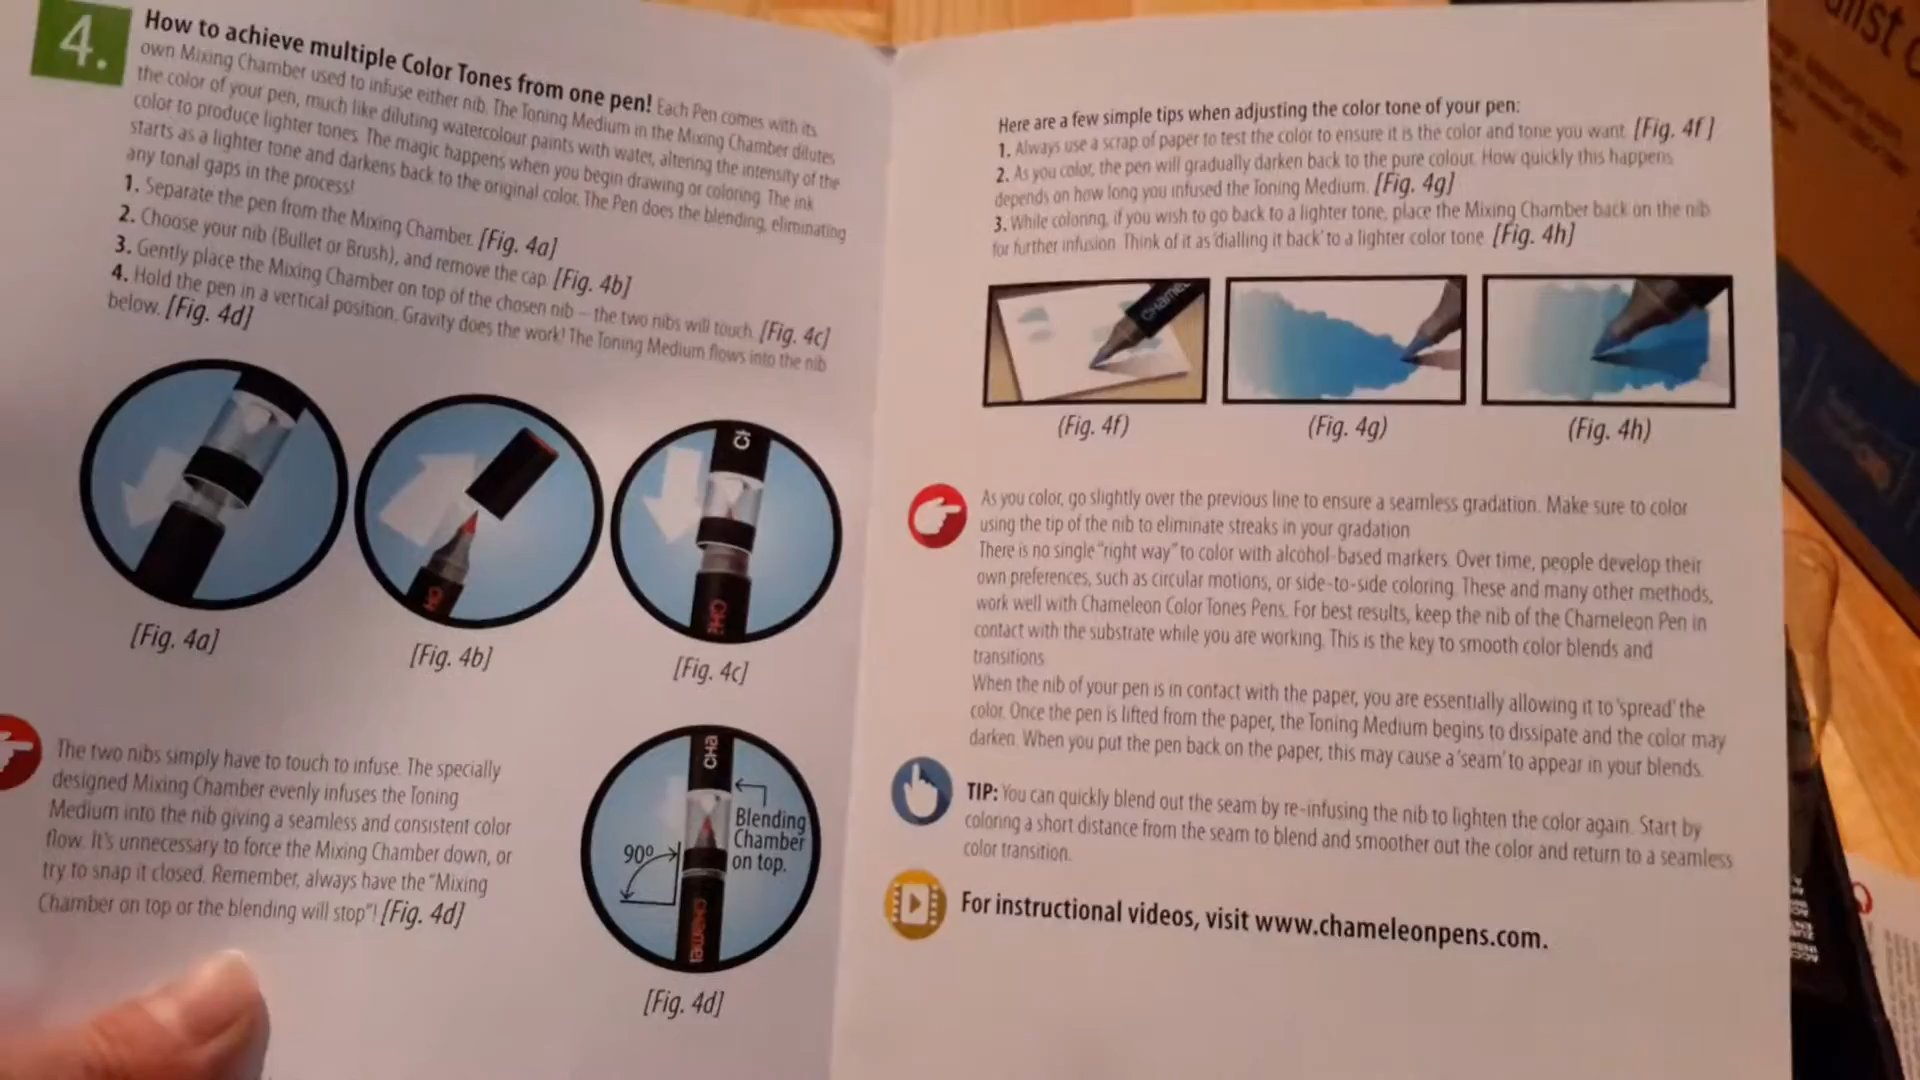 4.
How to achieve multiple Color Tones from one pen! Each Pen comes with its
own Mixing Chamber used to infuse either nib. The Toning Medium in the Mixing Chamber dilutes
the color of your pen, much like diluting watercolour paints with water, altering the intensity of the
color to produce lighter tones. The magic happens when you begin drawing or coloring. The ink
starts as a lighter tone and darkens back to the original color. The Pen does the blending, eliminating
any tonal gaps in the process!
1. Separate the pen from the Mixing Chamber. [Fig. 4a]
2. Choose your nib (Bullet or Brush), and remove the cap. [Fig. 4b]
3. Gently place the Mixing Chamber on top of the chosen nib – the two nibs will touch. [Fig. 4c]
4. Hold the pen in a vertical position. Gravity does the work! The Toning Medium flows into the nib
below. [Fig. 4d]
CH
CH
CHa
[Fig. 4a]
[Fig. 4b]
[Fig. 4c]
The two nibs simply have to touch to infuse. The specially
designed Mixing Chamber evenly infuses the Toning
Medium into the nib giving a seamless and consistent color
flow. It's unnecessary to force the Mixing Chamber down, or
try to snap it closed. Remember, always have the "Mixing
Chamber on top or the blending will stop"! [Fig. 4d]
CHa
Blending
Chamber
on top.
90º
CHamel
[Fig. 4d]
Here are a few simple tips when adjusting the color tone of your pen:
1. Always use a scrap of paper to test the color to ensure it is the color and tone you want. [Fig. 4f ]
2. As you color, the pen will gradually darken back to the pure colour. How quickly this happens
depends on how long you infused the Toning Medium. [Fig. 4g]
3. While coloring, if you wish to go back to a lighter tone, place the Mixing Chamber back on the nib
for further infusion. Think of it as 'dialling it back' to a lighter color tone. [Fig. 4h]
CHamel
(Fig. 4f)
(Fig. 4g)
(Fig. 4h)
As you color, go slightly over the previous line to ensure a seamless gradation. Make sure to color
using the tip of the nib to eliminate streaks in your gradation
There is no single "right way" to color with alcohol-based markers. Over time, people develop their
own preferences, such as circular motions, or side-to-side coloring. These and many other methods,
work well with Chameleon Color Tones Pens. For best results, keep the nib of the Chameleon Pen in
contact with the substrate while you are working. This is the key to smooth color blends and
transitions.
When the nib of your pen is in contact with the paper, you are essentially allowing it to 'spread' the
color. Once the pen is lifted from the paper, the Toning Medium begins to dissipate and the color may
darken. When you put the pen back on the paper, this may cause a 'seam' to appear in your blends.
TIP: You can quickly blend out the seam by re-infusing the nib to lighten the color again. Start by
coloring a short distance from the seam to blend and smoother out the color and return to a seamless
color transition.
For instructional videos, visit www.chameleonpens.com.